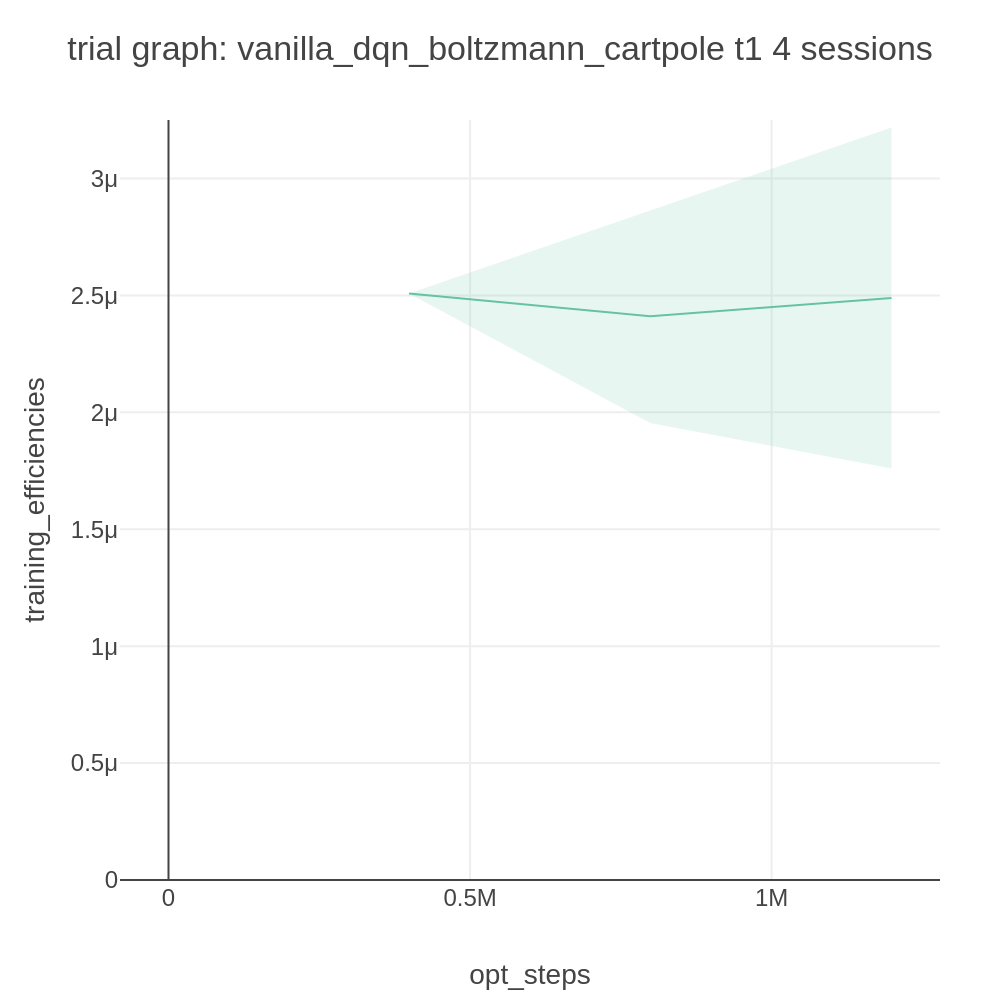 trial graph: vanilla_dqn_boltzmann_cartpole t1 4 sessions
3μ
2.5μ
2μ
1.5μ
1μ
0.5μ
0
training_efficiencies
0 0.5M 1M
opt_steps